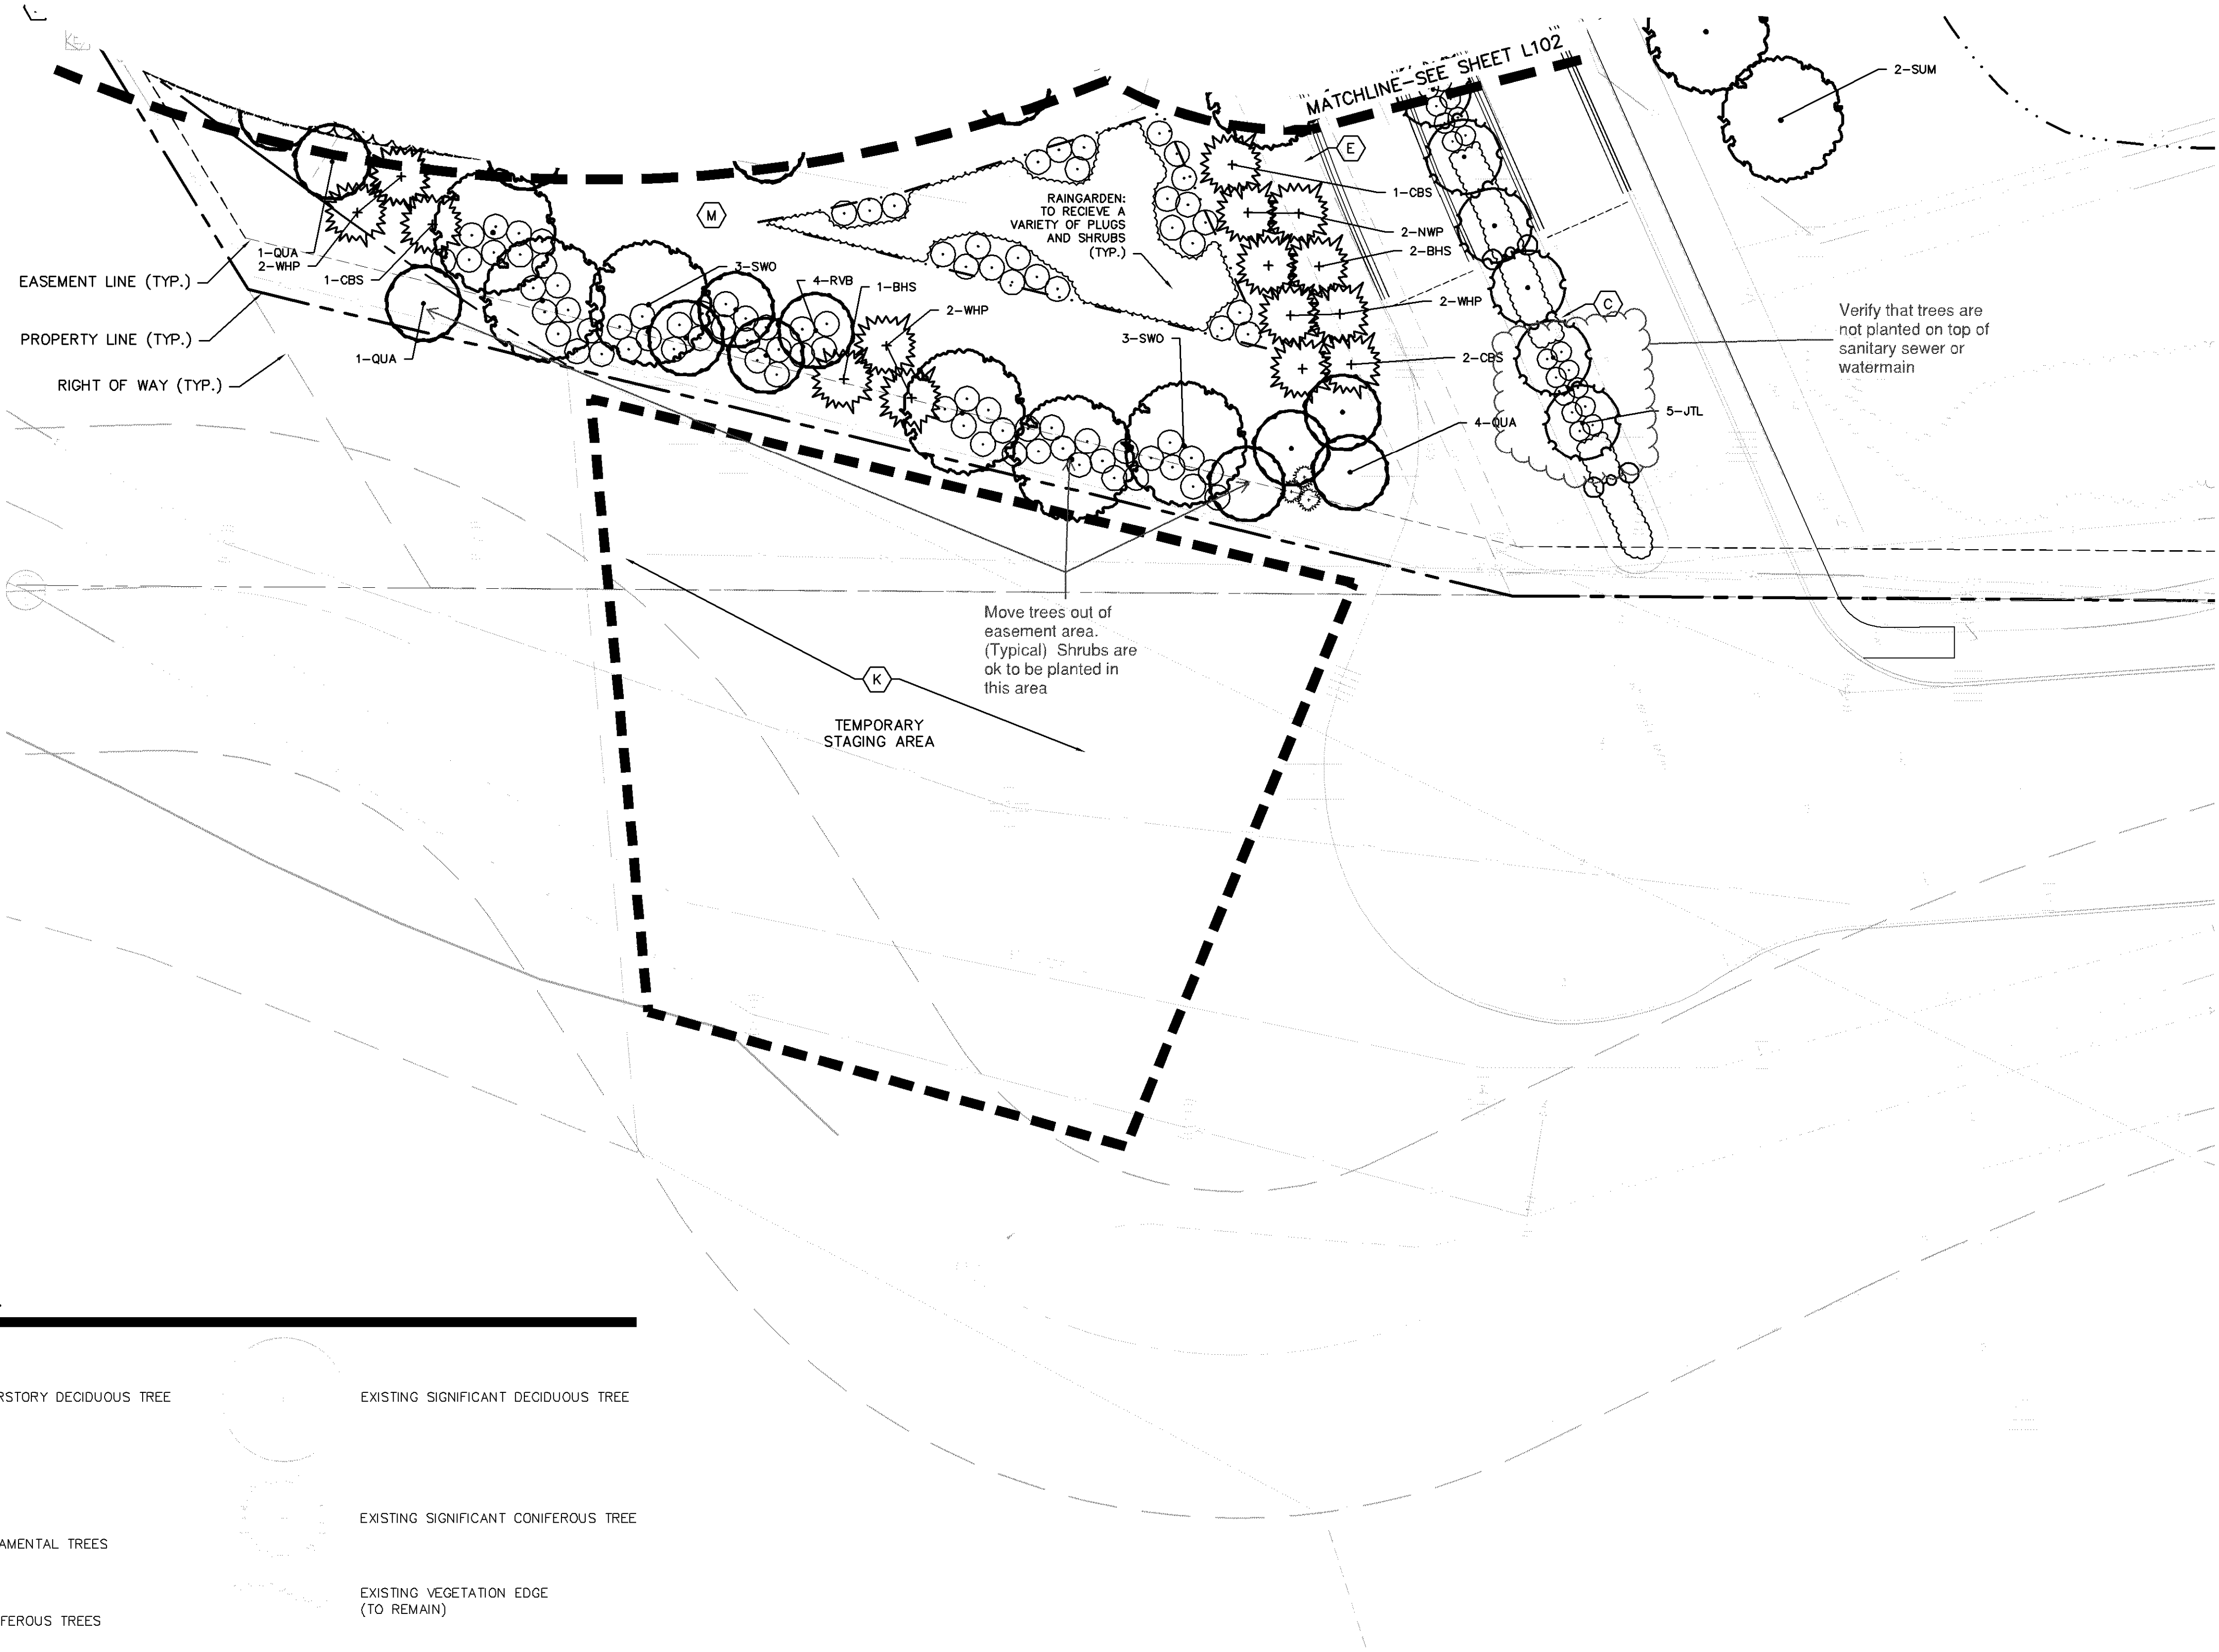 MATCHLINE-SEE SHEET L102
2-SUM
E
1-CBS
M
RAINGARDEN:
TO RECIEVE A
VARIETY OF PLUGS
AND SHRUBS
(TYP.)
2-NWP
2-BHS
1-QUA
2-WHP
1-CBS
EASEMENT LINE (TYP.)
3-SWO
4-RVB
1-BHS
2-WHP
2-WHP
C
Verify that trees are
not planted on top of
sanitary sewer or
watermain
PROPERTY LINE (TYP.)
1-QUA
3-SWO
2-CBS
RIGHT OF WAY (TYP.)
5-JTL
4-QUA
Move trees out of
easement area.
(Typical) Shrubs are
ok to be planted in
this area
K
TEMPORARY
STAGING AREA
RSTORY DECIDUOUS TREE
EXISTING SIGNIFICANT DECIDUOUS TREE
EXISTING SIGNIFICANT CONIFEROUS TREE
AMENTAL TREES
EXISTING VEGETATION EDGE
(TO REMAIN)
FEROUS TREES